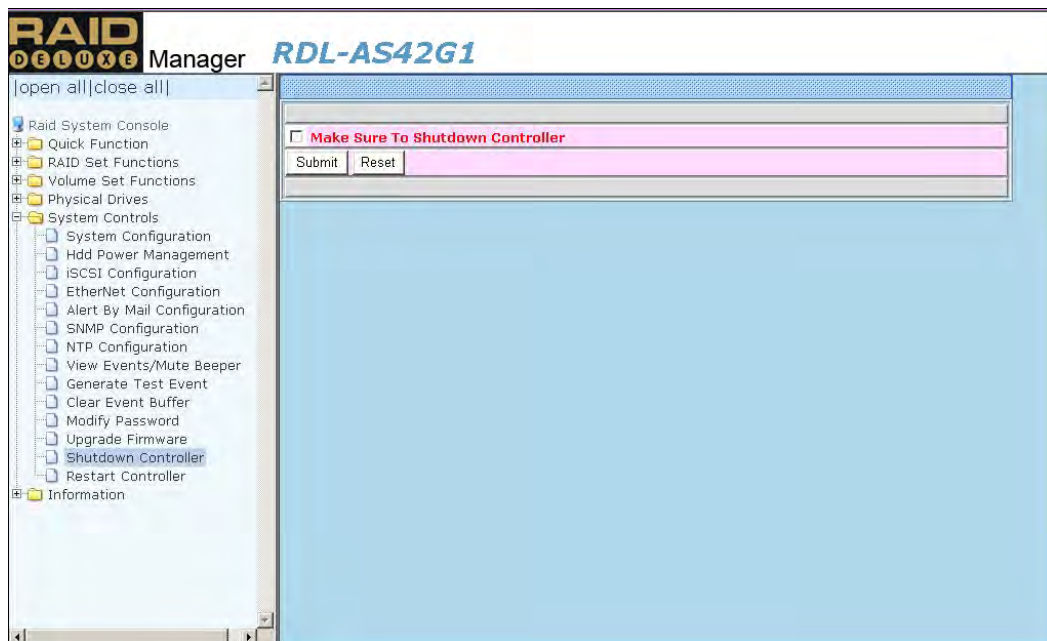 RAID
DELUXE Manager
RDL-AS42G1
|open all|close all|
Raid System Console
Quick Function
RAID Set Functions
Volume Set Functions
Physical Drives
System Controls
System Configuration
Hdd Power Management
iSCSI Configuration
EtherNet Configuration
Alert By Mail Configuration
SNMP Configuration
NTP Configuration
View Events/Mute Beeper
Generate Test Event
Clear Event Buffer
Modify Password
Upgrade Firmware
Shutdown Controller
Restart Controller
Information
Make Sure To Shutdown Controller
Submit Reset